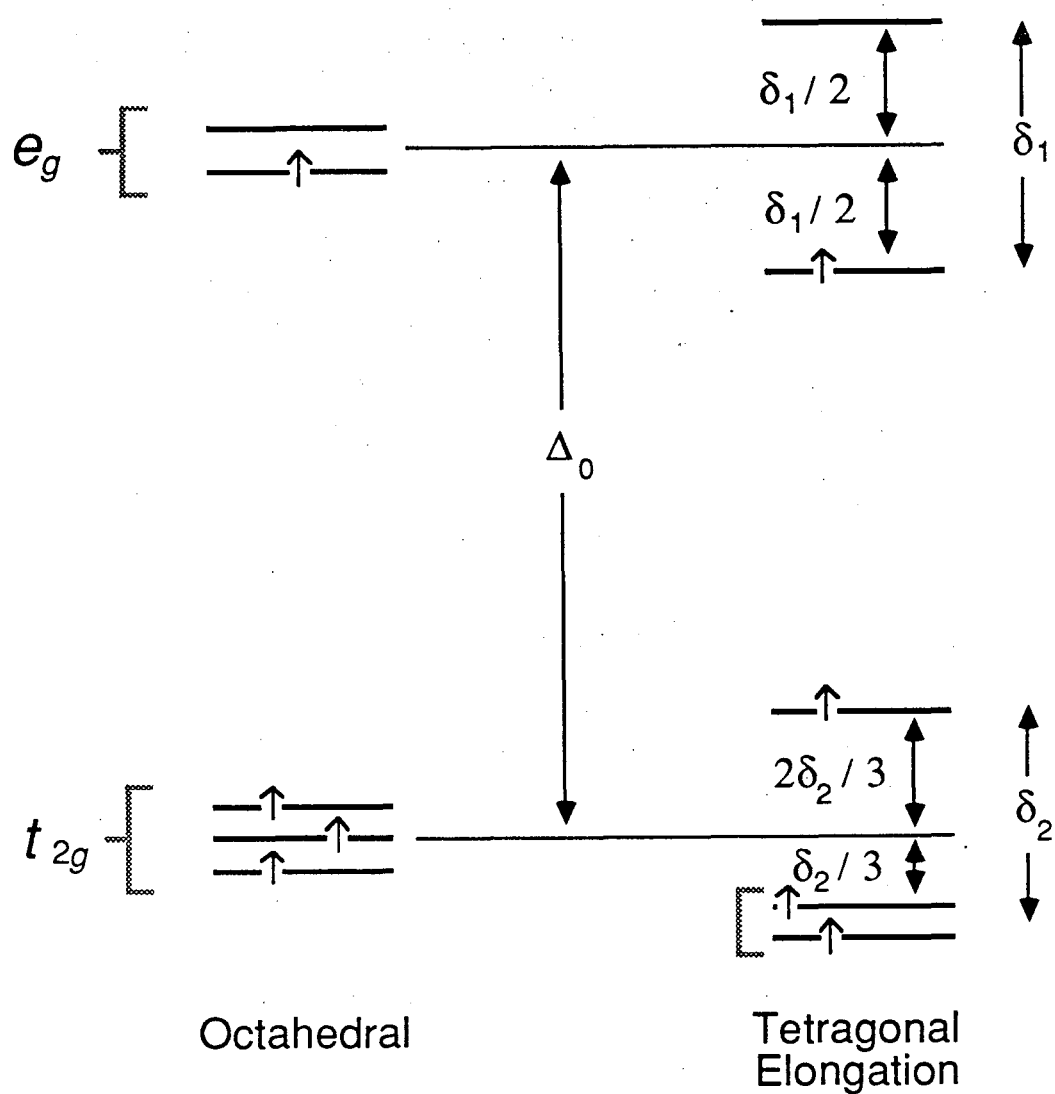 δ₁ / 2
e_g
δ₁
δ₁ / 2
Δ₀
2δ₂ / 3
δ₂
t₂g
δ₂ / 3
Octahedral
Tetragonal
Elongation